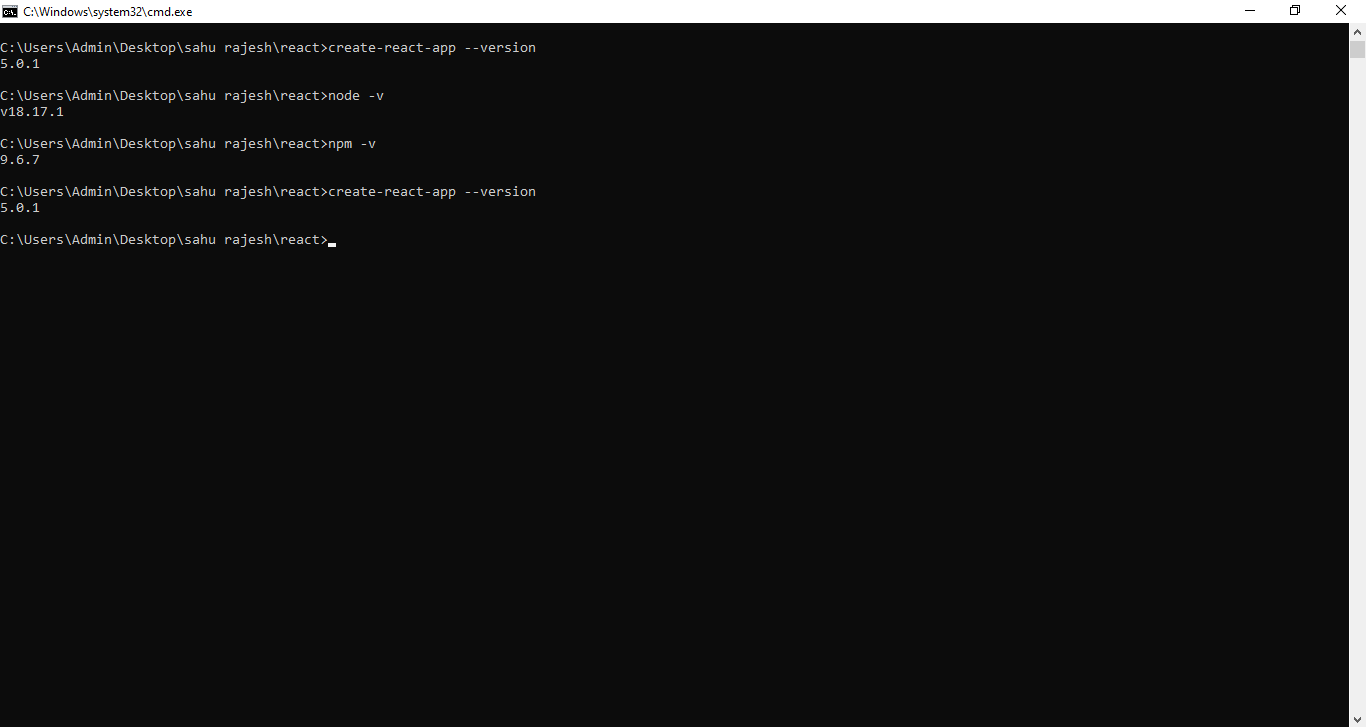 C:\Windows\system32\cmd.exe
C:\Users\Admin\Desktop\sahu rajesh\react>create-react-app --version
5.0.1
C:\Users\Admin\Desktop\sahu rajesh\react>node -v
v18.17.1
C:\Users\Admin\Desktop\sahu rajesh\react>npm -v
9.6.7
C:\Users\Admin\Desktop\sahu rajesh\react>create-react-app --version
5.0.1
C:\Users\Admin\Desktop\sahu rajesh\react>